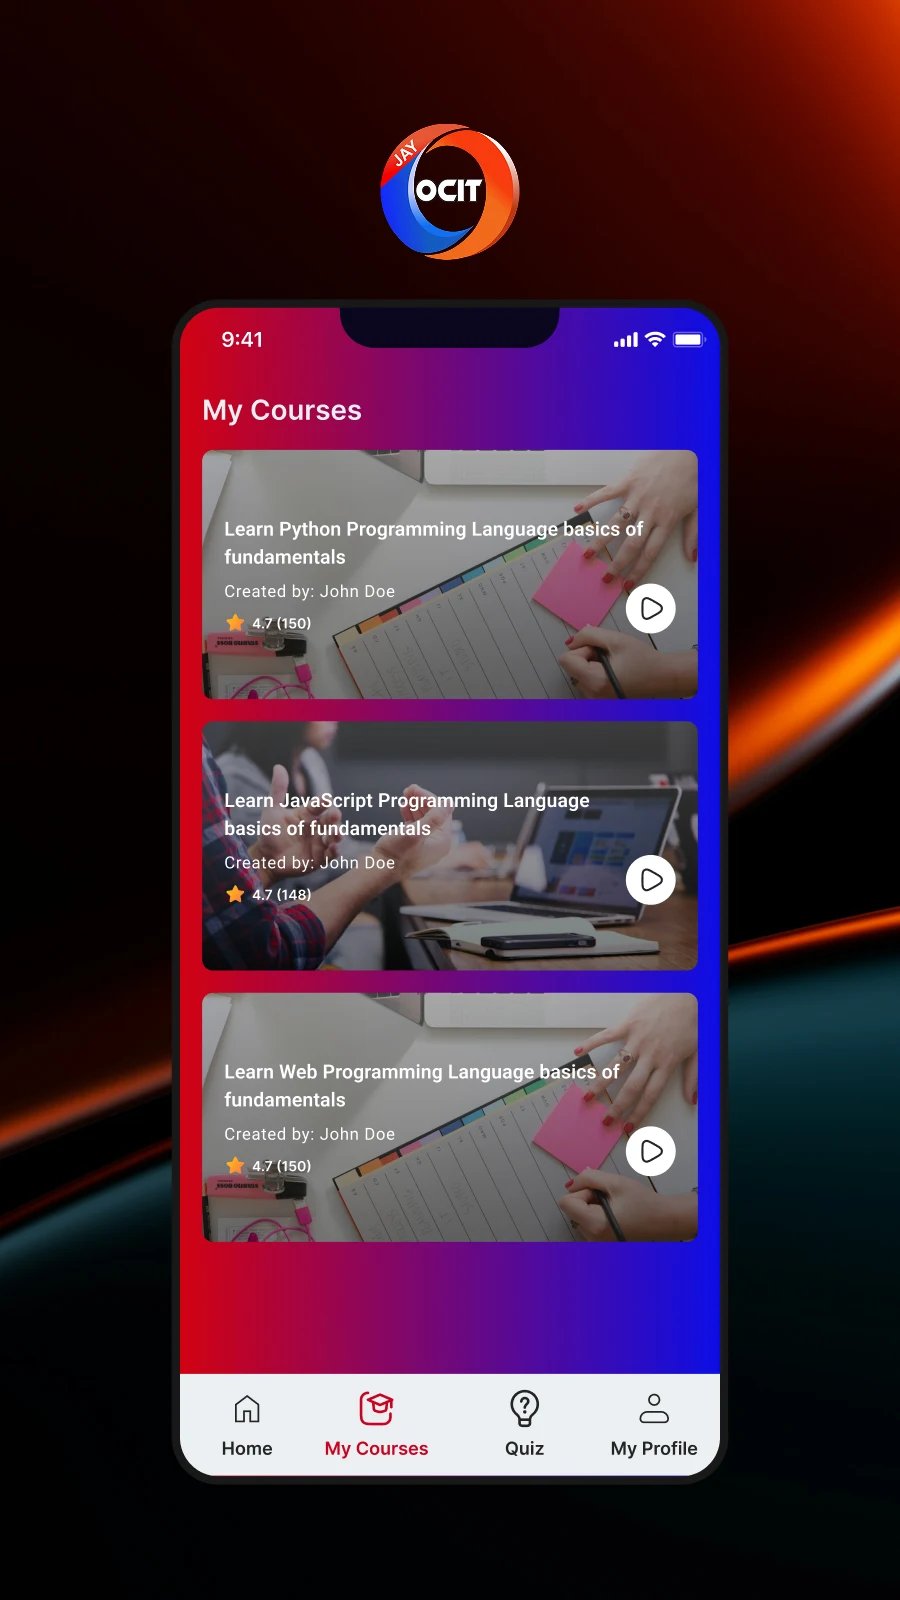 JAY
OCIT
9:41
My Courses
Learn Python Programming Language basics of
fundamentals
Created by: John Doe
4.7 (150)
Learn JavaScript Programming Language
basics of fundamentals
Created by: John Doe
4.7 (148)
Learn Web Programming Language basics of
fundamentals
Created by: John Doe
4.7 (150)
Home
My Courses
Quiz
My Profile